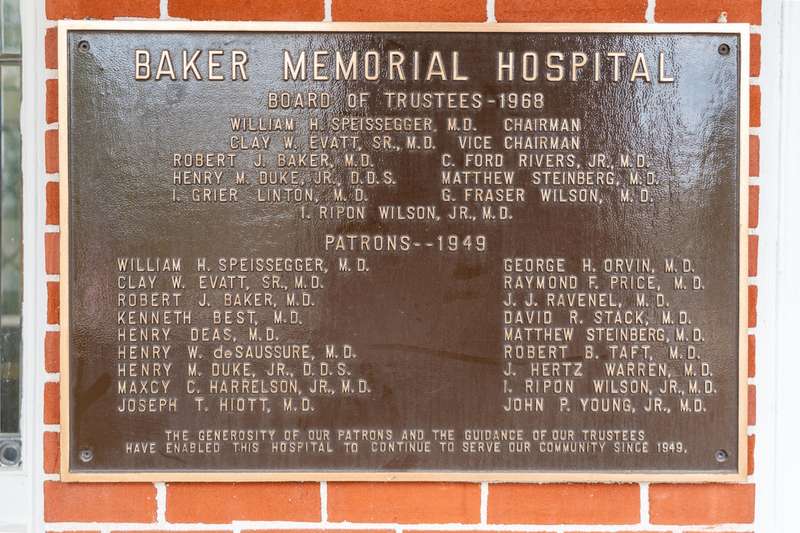 BAKER MEMORIAL HOSPITAL
BOARD OF TRUSTEES-1968
WILLIAM H. SPEISSEGGER, M.D. CHAIRMAN
CLAY W. EVATT, SR., M.D. VICE CHAIRMAN
ROBERT J. BAKER, M.D. C. FORD RIVERS, JR., M.D.
HENRY M. DUKE, JR., D.D.S. MATTHEW STEINBERG, M.D.
I. GRIER LINTON, M.D. G. FRASER WILSON, M.D.
I. RIPON WILSON, JR., M.D.
PATRONS--1949
WILLIAM H. SPEISSEGGER, M.D. GEORGE H. ORVIN, M.D.
CLAY W. EVATT, SR., M.D. RAYMOND F. PRICE, M.D.
ROBERT J. BAKER, M.D. J. J. RAVENEL, M.D.
KENNETH BEST, M.D. DAVID R. STACK, M.D.
HENRY DEAS, M.D. MATTHEW STEINBERG, M.D.
HENRY W. deSAUSSURE, M.D. ROBERT B. TAFT, M.D.
HENRY M. DUKE, JR., D.D.S. J. HERTZ WARREN, M.D.
MAXCY C. HARRELSON, JR., M.D. I. RIPON WILSON, JR., M.D.
JOSEPH T. HIOTT, M.D. JOHN P. YOUNG, JR., M.D.
THE GENEROSITY OF OUR PATRONS AND THE GUIDANCE OF OUR TRUSTEES
HAVE ENABLED THIS HOSPITAL TO CONTINUE TO SERVE OUR COMMUNITY SINCE 1949.